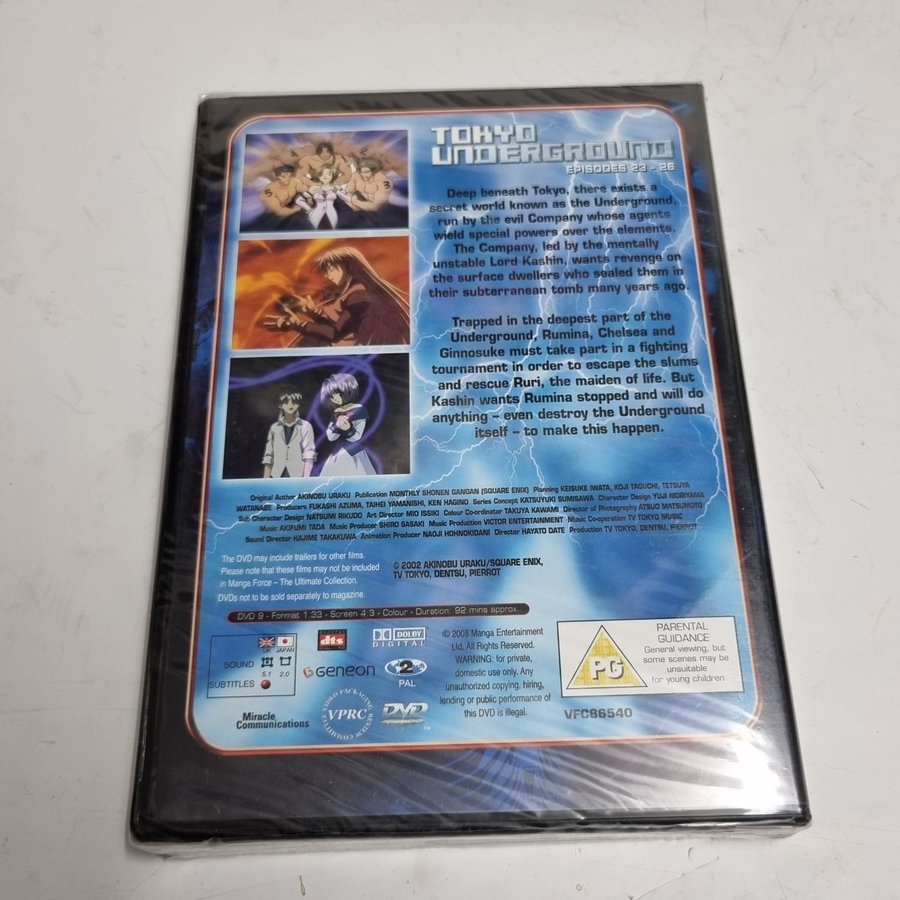 TOKYO
UNDERGROUND
EPISODES 23 - 26
Deep beneath Tokyo, there exists a
secret world known as the Underground,
run by the evil Company whose agents
wield special powers over the elements.
The Company, led by the mentally
unstable Lord Kashin, wants revenge on
the surface dwellers who sealed them in
their subterranean tomb many years ago.
Trapped in the deepest part of the
Underground, Rumina, Chelsea and
Ginnosuke must take part in a fighting
tournament in order to escape the slums
and rescue Ruri, the maiden of life. But
Kashin wants Rumina stopped and will do
anything – even destroy the Underground
itself – to make this happen.
Original Author AKINOBU URAKU Publication MONTHLY SHONEN GANGAN (SQUARE ENIX) Planning KEISUKE IWATA, KOJI TAGUCHI, TETSUYA
WATANABE Producers FUKASHI AZUMA, TAIHEI YAMANISHI, KEN HAGINO Series Concept KATSUYUKI SUMISAWA Character Design YUJI MORIYAMA
Sub Character Design NATSUMI RIKUDO Art Director MIO ISSIKI Colour Co-ordinator TAKUYA KAWAMI Director of Photography ATSUO MATSUMOTO
Music AKIFUMI TADA Music Producer SHIRO SASAKI Music Production VICTOR ENTERTAINMENT Music Co-operation TV TOKYO MUSIC
Sound Director HAJIME TAKAKUWA Animation Producer NAOJI HOHNOKIDANI Director HAYATO DATE Production TV TOKYO, DENTSU, PIERROT
The DVD may include trailers for other films.
Please note that these films may not be included
in Manga Force – The Ultimate Collection.
DVDs not to be sold separately to magazine.
© 2002 AKINOBU URAKU/SQUARE ENIX,
TV TOKYO, DENTSU, PIERROT
DVD 9 - Format 1.33 - Screen 4:3 - Colour - Duration: 92 mins approx.
UK JAPAN
SOUND
5.1 2.0
SUBTITLES
dts
DOLBY
DIGITAL
GENEON
2
PAL
Miracle
Communications
VIDEO PACKAGING REVIEW COMMITTEE
VPRC
DVD
VIDEO
TM
© 2008 Manga Entertainment
Ltd. All Rights Reserved.
WARNING: for private,
domestic use only. Any
unauthorized copying, hiring,
lending or public performance of
this DVD is illegal.
PG
PARENTAL
GUIDANCE
General viewing, but
some scenes may be
unsuitable
for young children
VFC86540
5
3